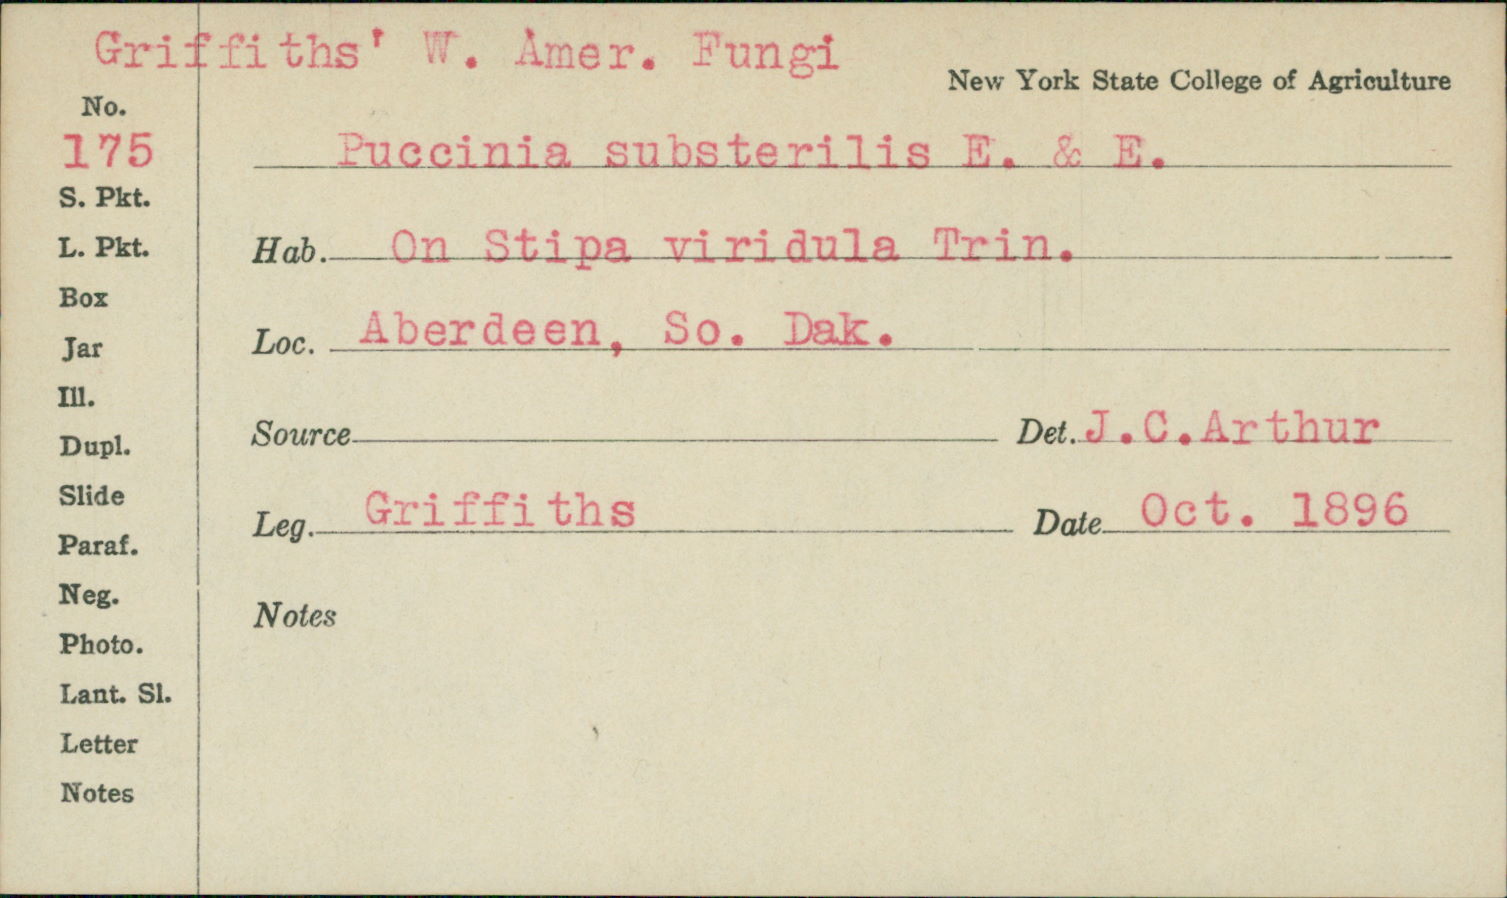 Griffiths' W. Amer. Fungi
New York State College of Agriculture
No.
175
Puccinia substerilis E. & E.
S. Pkt.
L. Pkt.
Hab. On Stipa viridula Trin.
Box
Jar
Loc. Aberdeen, So. Dak.
Ill.
Dupl.
Source Det. J.C.Arthur
Slide
Leg. Griffiths Date Oct. 1896
Paraf.
Neg.
Notes
Photo.
Lant. Sl.
Letter
Notes